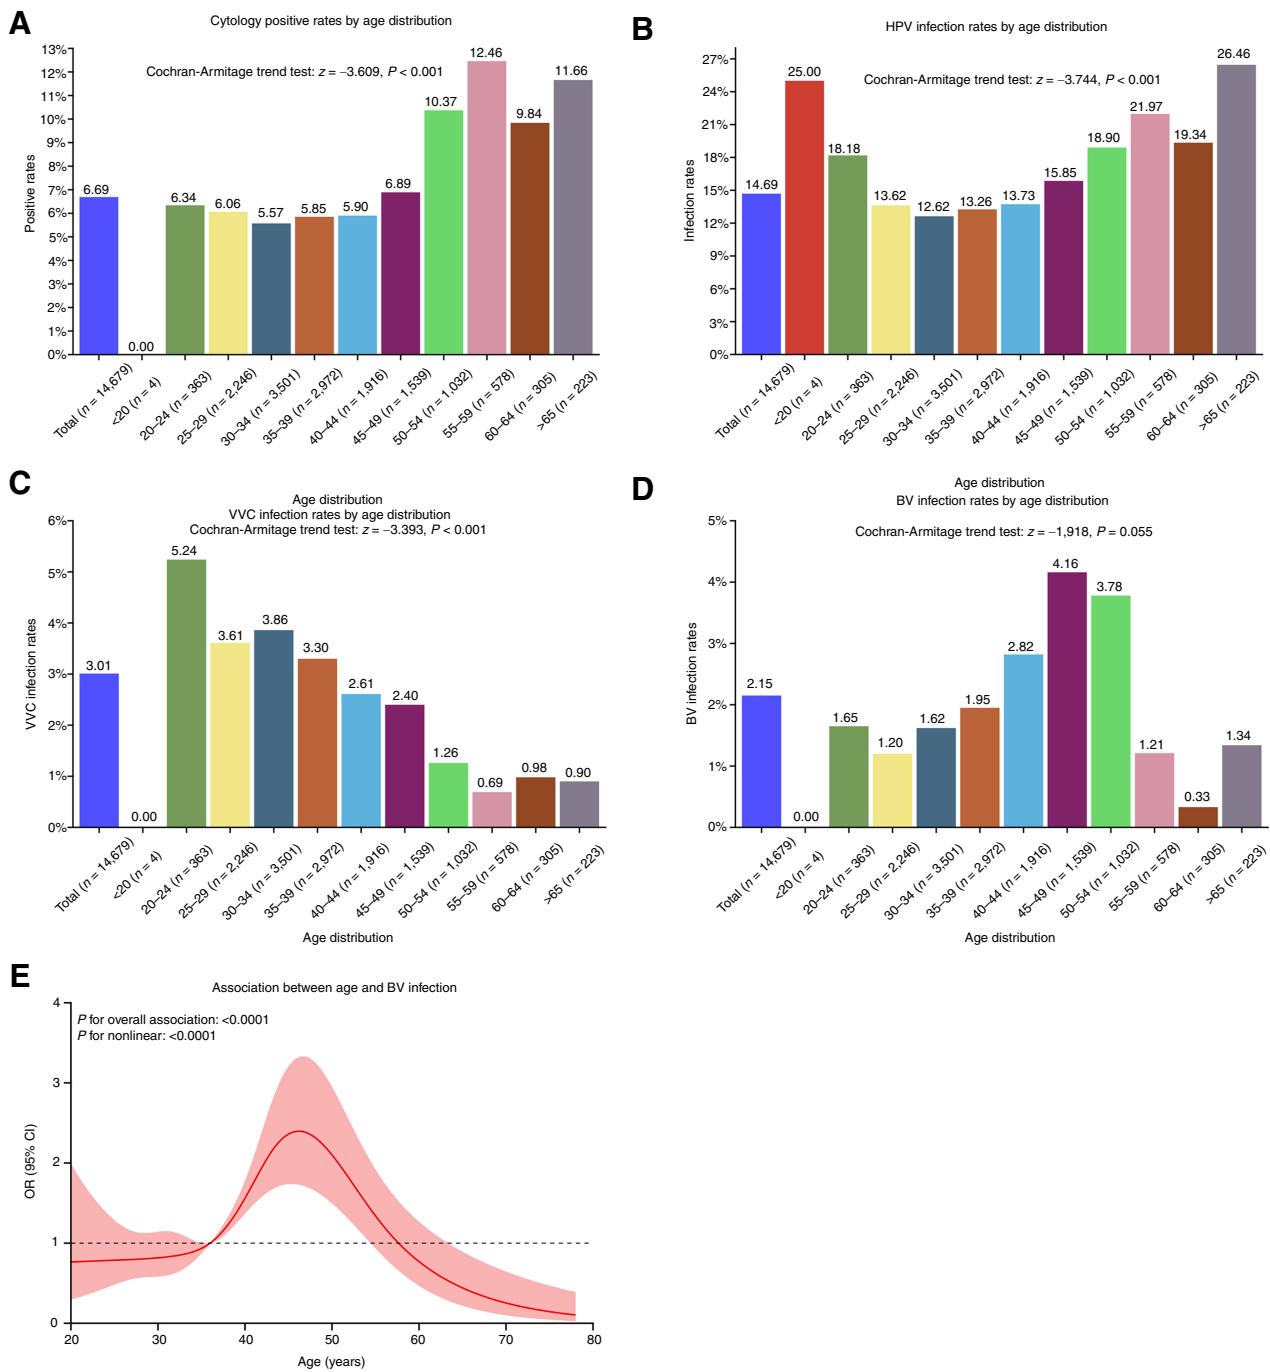 A
Cytology positive rates by age distribution
Cochran-Armitage trend test: z = −3.609, P < 0.001
Positive rates
13%
12%
11%
10%
9%
8%
7%
6%
5%
4%
3%
2%
1%
0%
6.69
0.00
6.34
6.06
5.57
5.85
5.90
6.89
10.37
12.46
9.84
11.66
Total (n = 14,679)
<20 (n = 4)
20–24 (n = 363)
25–29 (n = 2,246)
30–34 (n = 3,501)
35–39 (n = 2,972)
40–44 (n = 1,916)
45–49 (n = 1,539)
50–54 (n = 1,032)
55–59 (n = 578)
60–64 (n = 305)
>65 (n = 223)
B
HPV infection rates by age distribution
Cochran-Armitage trend test: z = −3.744, P < 0.001
Infection rates
27%
24%
21%
18%
15%
12%
9%
6%
3%
0%
14.69
25.00
18.18
13.62
12.62
13.26
13.73
15.85
18.90
21.97
19.34
26.46
Total (n = 14,679)
<20 (n = 4)
20–24 (n = 363)
25–29 (n = 2,246)
30–34 (n = 3,501)
35–39 (n = 2,972)
40–44 (n = 1,916)
45–49 (n = 1,539)
50–54 (n = 1,032)
55–59 (n = 578)
60–64 (n = 305)
>65 (n = 223)
C
Age distribution
VVC infection rates by age distribution
Cochran-Armitage trend test: z = −3.393, P < 0.001
VVC infection rates
6%
5%
4%
3%
2%
1%
0%
3.01
0.00
5.24
3.61
3.86
3.30
2.61
2.40
1.26
0.69
0.98
0.90
Total (n = 14,679)
<20 (n = 4)
20–24 (n = 363)
25–29 (n = 2,246)
30–34 (n = 3,501)
35–39 (n = 2,972)
40–44 (n = 1,916)
45–49 (n = 1,539)
50–54 (n = 1,032)
55–59 (n = 578)
60–64 (n = 305)
>65 (n = 223)
Age distribution
D
Age distribution
BV infection rates by age distribution
Cochran-Armitage trend test: z = −1,918, P = 0.055
BV infection rates
5%
4%
3%
2%
1%
0%
2.15
0.00
1.65
1.20
1.62
1.95
2.82
4.16
3.78
1.21
0.33
1.34
Total (n = 14,679)
<20 (n = 4)
20–24 (n = 363)
25–29 (n = 2,246)
30–34 (n = 3,501)
35–39 (n = 2,972)
40–44 (n = 1,916)
45–49 (n = 1,539)
50–54 (n = 1,032)
55–59 (n = 578)
60–64 (n = 305)
>65 (n = 223)
Age distribution
E
Association between age and BV infection
P for overall association: <0.0001
P for nonlinear: <0.0001
OR (95% CI)
4
3
2
1
0
20
30
40
50
60
70
80
Age (years)